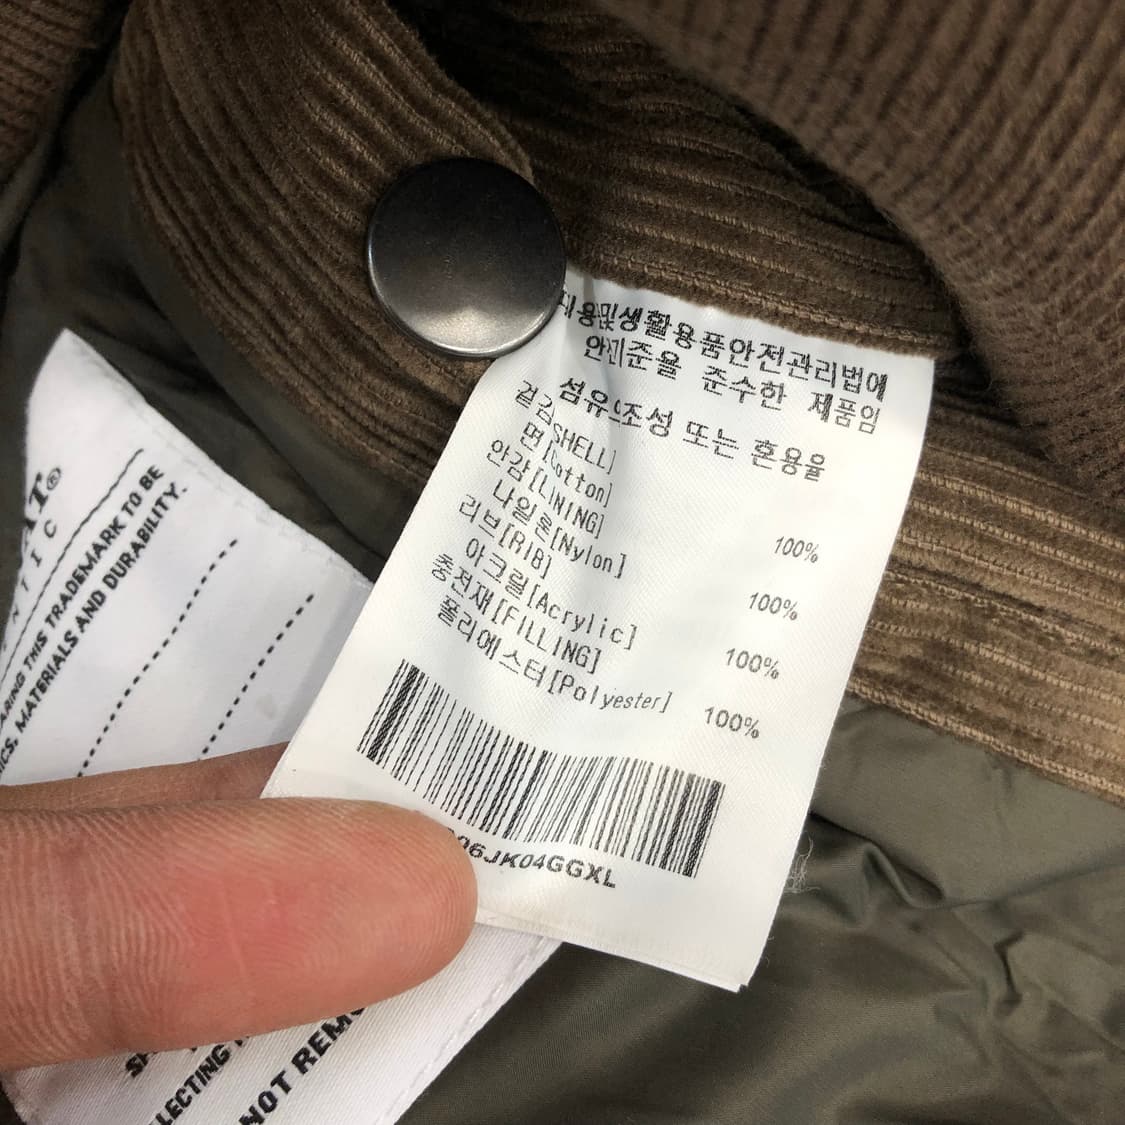 용및생활용품안전관리법에
안전기준을 준수한 제품임
섬유의조성 또는 혼용율
겉감[SHELL]
면[Cotton] 100%
안감[LINING]
나일론[Nylon] 100%
리브[RIB]
아크릴[Acrylic] 100%
충전재[FILLING]
폴리에스터[Polyester] 100%
06JK04GGXL
AT®
NTIC
ARING THIS TRADEMARK TO BE
ICS, MATERIALS AND DURABILITY.
LECTING
NOT REMO